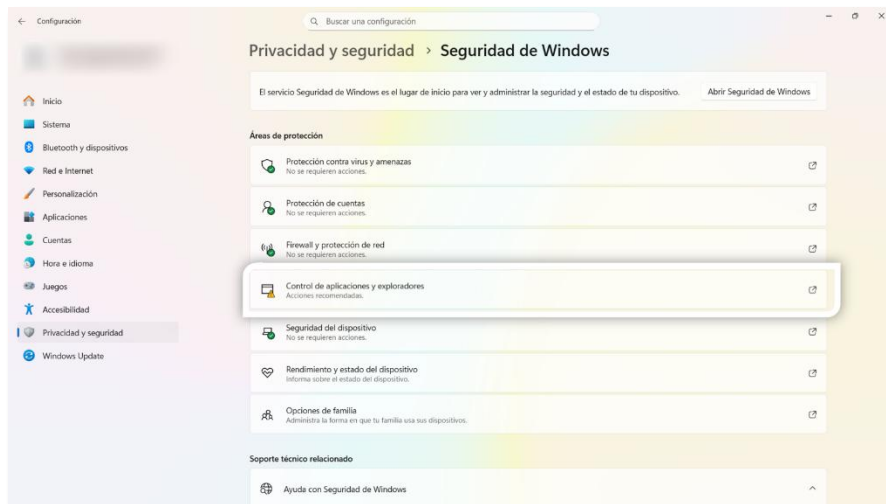 Configuración
Buscar una configuración
Privacidad y seguridad > Seguridad de Windows
El servicio Seguridad de Windows es el lugar de inicio para ver y administrar la seguridad y el estado de tu dispositivo.
Abrir Seguridad de Windows
Inicio
Sistema
Bluetooth y dispositivos
Red e Internet
Personalización
Aplicaciones
Cuentas
Hora e idioma
Juegos
Accesibilidad
Privacidad y seguridad
Windows Update
Áreas de protección
Protección contra virus y amenazas
No se requieren acciones.
Protección de cuentas
No se requieren acciones.
Firewall y protección de red
No se requieren acciones.
Control de aplicaciones y exploradores
Acciones recomendadas.
Seguridad del dispositivo
No se requieren acciones.
Rendimiento y estado del dispositivo
Informa sobre el estado del dispositivo.
Opciones de familia
Administra la forma en que tu familia usa sus dispositivos.
Soporte técnico relacionado
Ayuda con Seguridad de Windows